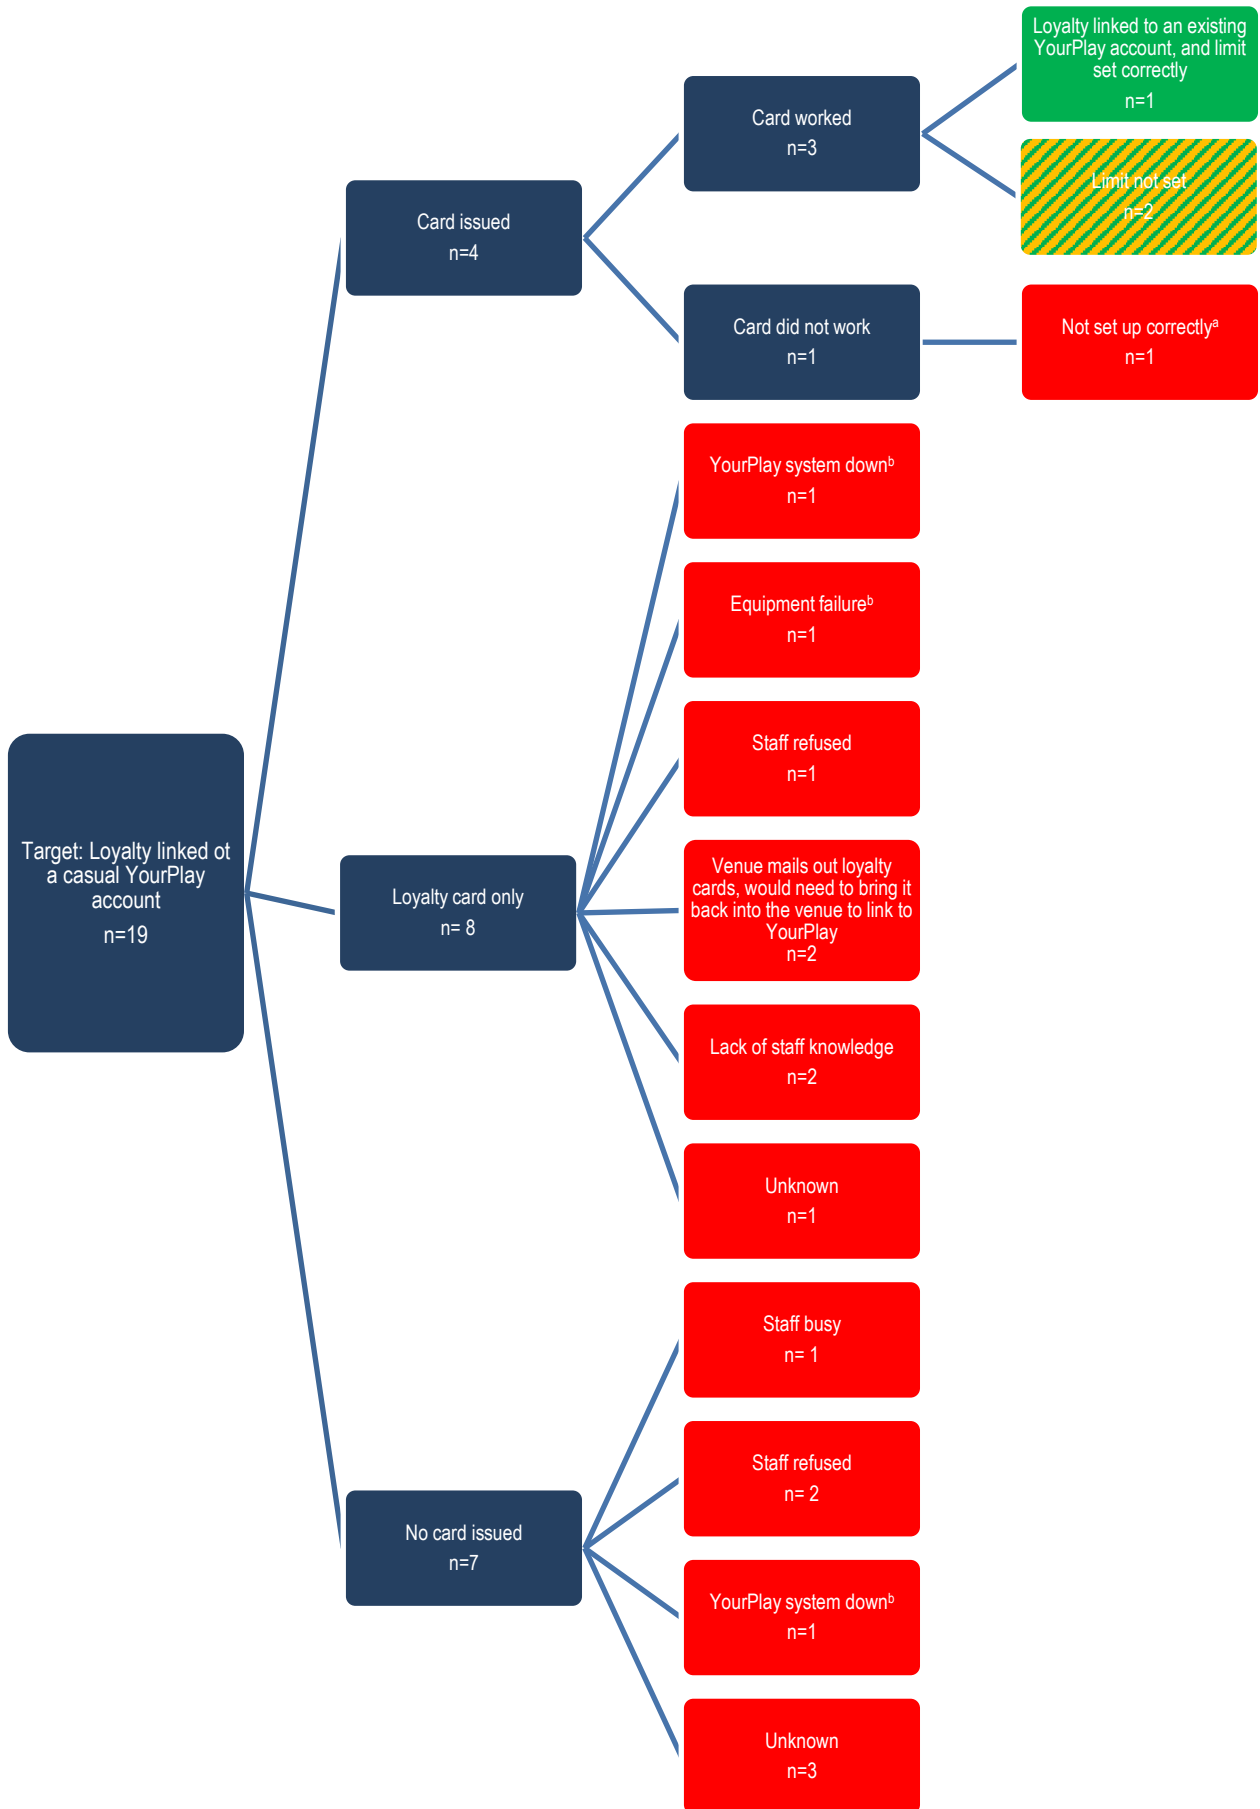 Target: Loyalty linked ot
a casual YourPlay
account
n=19
Card issued
n=4
Card worked
n=3
Loyalty linked to an existing
YourPlay account, and limit
set correctly
n=1
Limit not set
n=2
Card did not work
n=1
Not set up correctlyᵃ
n=1
Loyalty card only
n= 8
YourPlay system downᵇ
n=1
Equipment failureᵇ
n=1
Staff refused
n=1
Venue mails out loyalty
cards, would need to bring it
back into the venue to link to
YourPlay
n=2
Lack of staff knowledge
n=2
Unknown
n=1
No card issued
n=7
Staff busy
n= 1
Staff refused
n= 2
YourPlay system downᵇ
n=1
Unknown
n=3